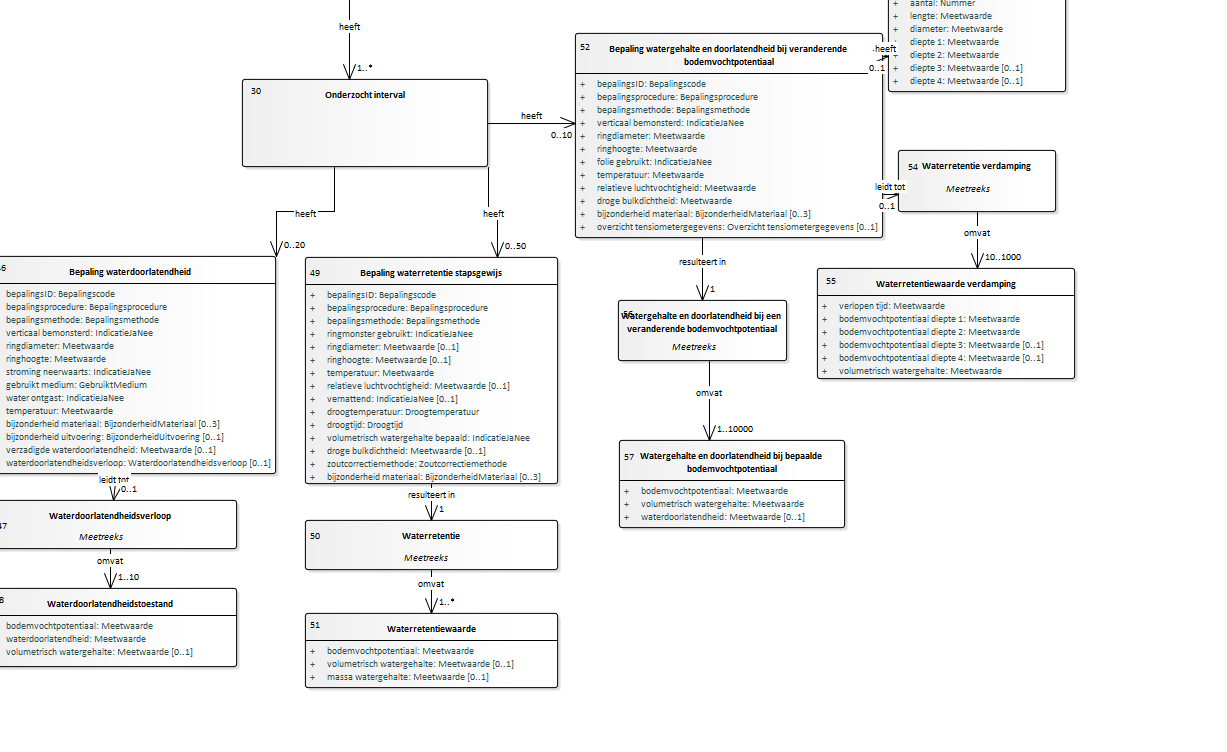 heeft
1..*
30
Onderzocht interval
heeft
0..10
heeft
0..20
heeft
0..50
52
Bepaling watergehalte en doorlatendheid bij veranderende
bodemvochtpotentiaal
+ bepalingsID: Bepalingscode
+ bepalingsprocedure: Bepalingsprocedure
+ bepalingsmethode: Bepalingsmethode
+ verticaal bemonsterd: IndicatieJaNee
+ ringdiameter: Meetwaarde
+ ringhoogte: Meetwaarde
+ folie gebruikt: IndicatieJaNee
+ temperatuur: Meetwaarde
+ relatieve luchtvochtigheid: Meetwaarde
+ droge bulkdichtheid: Meetwaarde
+ bijzonderheid materiaal: BijzonderheidMateriaal [0..3]
+ overzicht tensiometergegevens: Overzicht tensiometergegevens [0..1]
heeft
0..1
+ aantal: Nummer
+ lengte: Meetwaarde
+ diameter: Meetwaarde
+ diepte 1: Meetwaarde
+ diepte 2: Meetwaarde
+ diepte 3: Meetwaarde [0..1]
+ diepte 4: Meetwaarde [0..1]
leidt tot
0..1
54
Waterretentie verdamping
Meetreeks
omvat
10..1000
55
Waterretentiewaarde verdamping
+ verlopen tijd: Meetwaarde
+ bodemvochtpotentiaal diepte 1: Meetwaarde
+ bodemvochtpotentiaal diepte 2: Meetwaarde
+ bodemvochtpotentiaal diepte 3: Meetwaarde [0..1]
+ bodemvochtpotentiaal diepte 4: Meetwaarde [0..1]
+ volumetrisch watergehalte: Meetwaarde
resulteert in
1
Watergehalte en doorlatendheid bij een
veranderende bodemvochtpotentiaal
Meetreeks
omvat
1..10000
57
Watergehalte en doorlatendheid bij bepaalde
bodemvochtpotentiaal
+ bodemvochtpotentiaal: Meetwaarde
+ volumetrisch watergehalte: Meetwaarde
+ waterdoorlatendheid: Meetwaarde [0..1]
6
Bepaling waterdoorlatendheid
bepalingsID: Bepalingscode
bepalingsprocedure: Bepalingsprocedure
bepalingsmethode: Bepalingsmethode
verticaal bemonsterd: IndicatieJaNee
ringdiameter: Meetwaarde
ringhoogte: Meetwaarde
stroming neerwaarts: IndicatieJaNee
gebruikt medium: GebruiktMedium
water ontgast: IndicatieJaNee
temperatuur: Meetwaarde
bijzonderheid materiaal: BijzonderheidMateriaal [0..3]
bijzonderheid uitvoering: BijzonderheidUitvoering [0..1]
verzadigde waterdoorlatendheid: Meetwaarde [0..1]
waterdoorlatendheidsverloop: Waterdoorlatendheidsverloop [0..1]
leidt tot
0..1
47
Waterdoorlatendheidsverloop
Meetreeks
omvat
1..10
8
Waterdoorlatendheidstoestand
bodemvochtpotentiaal: Meetwaarde
waterdoorlatendheid: Meetwaarde
volumetrisch watergehalte: Meetwaarde [0..1]
49
Bepaling waterretentie stapsgewijs
+ bepalingsID: Bepalingscode
+ bepalingsprocedure: Bepalingsprocedure
+ bepalingsmethode: Bepalingsmethode
+ ringmonster gebruikt: IndicatieJaNee
+ ringdiameter: Meetwaarde [0..1]
+ ringhoogte: Meetwaarde [0..1]
+ temperatuur: Meetwaarde
+ relatieve luchtvochtigheid: Meetwaarde [0..1]
+ vernattend: IndicatieJaNee [0..1]
+ droogtemperatuur: Droogtemperatuur
+ droogtijd: Droogtijd
+ volumetrisch watergehalte bepaald: IndicatieJaNee
+ droge bulkdichtheid: Meetwaarde [0..1]
+ zoutcorrectiemethode: Zoutcorrectiemethode
+ bijzonderheid materiaal: BijzonderheidMateriaal [0..3]
resulteert in
1
50
Waterretentie
Meetreeks
omvat
1..*
51
Waterretentiewaarde
+ bodemvochtpotentiaal: Meetwaarde
+ volumetrisch watergehalte: Meetwaarde [0..1]
+ massa watergehalte: Meetwaarde [0..1]